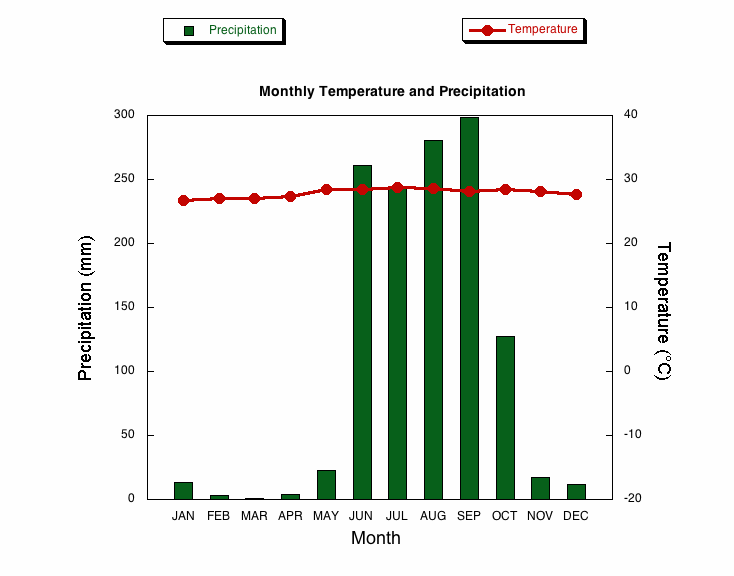 Precipitation
Temperature
Monthly Temperature and Precipitation
300
250
200
150
100
50
0
Precipitation (mm)
40
30
20
10
0
-10
-20
Temperature (°C)
JAN FEB MAR APR MAY JUN JUL AUG SEP OCT NOV DEC
Month